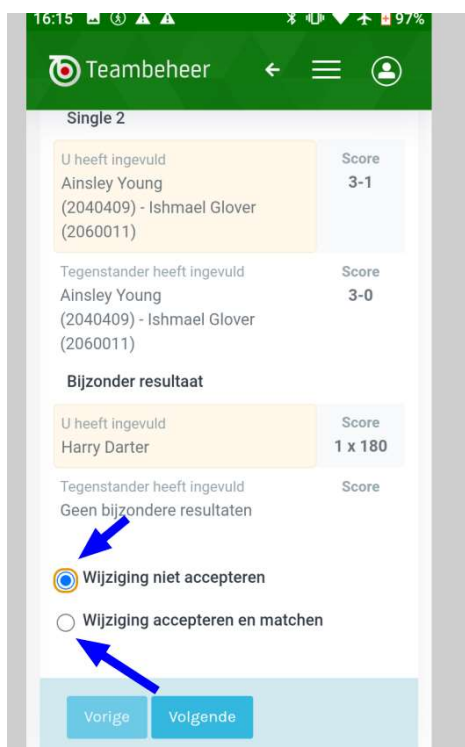 16:15 97%
Teambeheer
Single 2
U heeft ingevuld Score
Ainsley Young 3-1
(2040409) - Ishmael Glover
(2060011)
Tegenstander heeft ingevuld Score
Ainsley Young 3-0
(2040409) - Ishmael Glover
(2060011)
Bijzonder resultaat
U heeft ingevuld Score
Harry Darter 1 x 180
Tegenstander heeft ingevuld Score
Geen bijzondere resultaten
Wijziging niet accepteren
Wijziging accepteren en matchen
Vorige Volgende